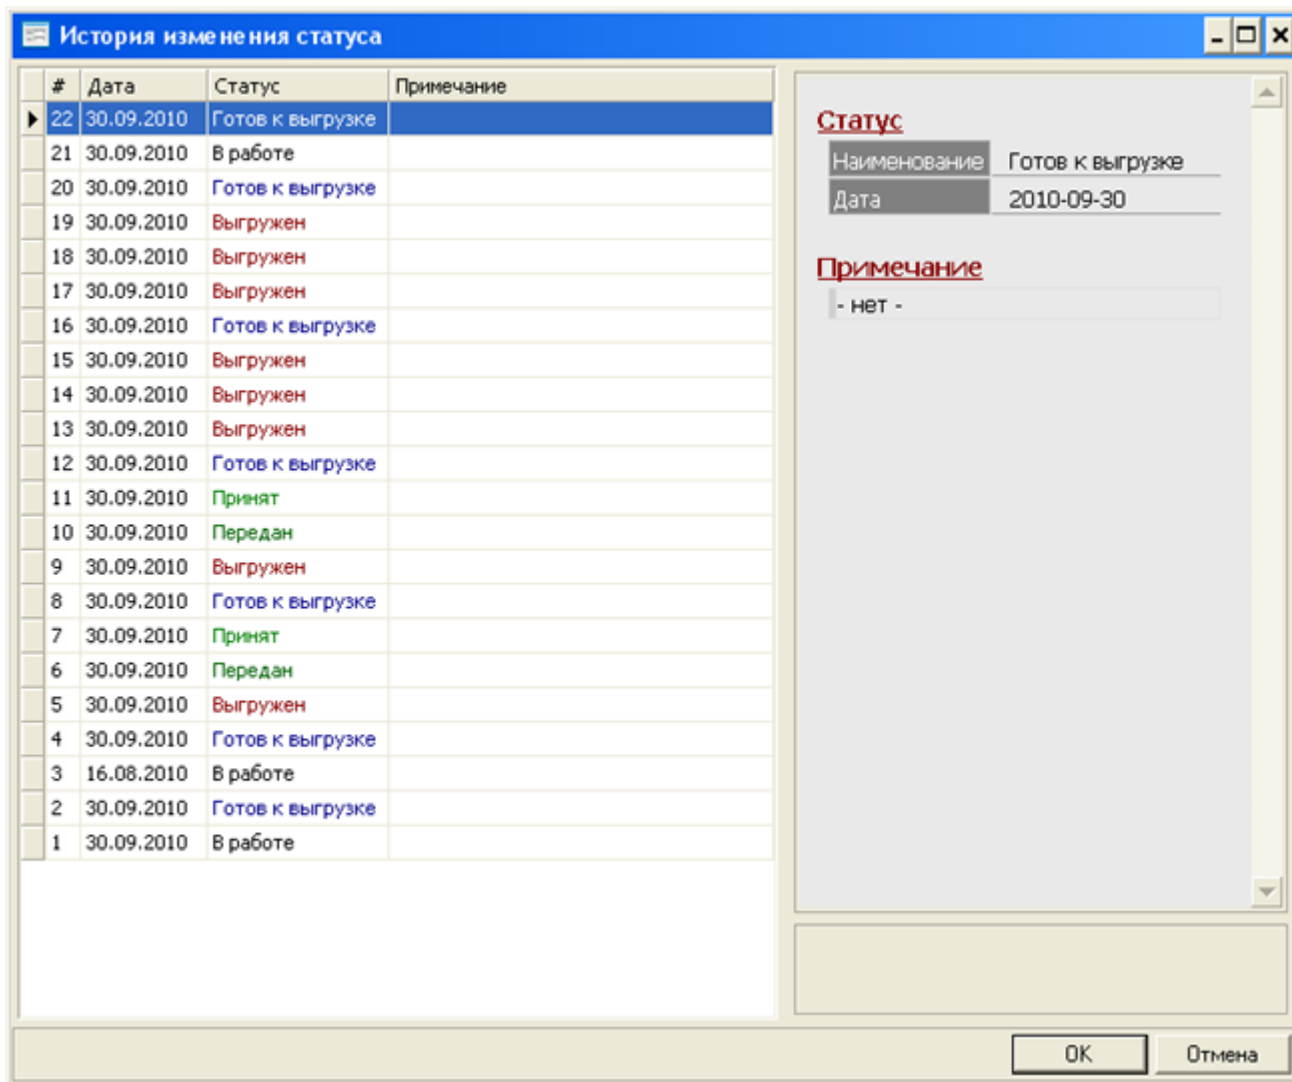 История изменения статуса
# Дата Статус Примечание
22 30.09.2010 Готов к выгрузке
21 30.09.2010 В работе
20 30.09.2010 Готов к выгрузке
19 30.09.2010 Выгружен
18 30.09.2010 Выгружен
17 30.09.2010 Выгружен
16 30.09.2010 Готов к выгрузке
15 30.09.2010 Выгружен
14 30.09.2010 Выгружен
13 30.09.2010 Выгружен
12 30.09.2010 Готов к выгрузке
11 30.09.2010 Принят
10 30.09.2010 Передан
9 30.09.2010 Выгружен
8 30.09.2010 Готов к выгрузке
7 30.09.2010 Принят
6 30.09.2010 Передан
5 30.09.2010 Выгружен
4 30.09.2010 Готов к выгрузке
3 16.08.2010 В работе
2 30.09.2010 Готов к выгрузке
1 30.09.2010 В работе
Статус
Наименование Готов к выгрузке
Дата 2010-09-30
Примечание
- нет -
OK Отмена